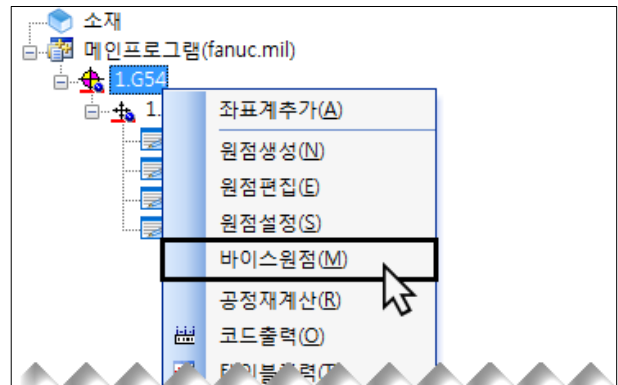 소재
메인프로그램(fanuc.mil)
1.G54
1.
좌표계추가(A)
원점생성(N)
원점편집(E)
원점설정(S)
바이스원점(M)
공정재계산(R)
코드출력(O)